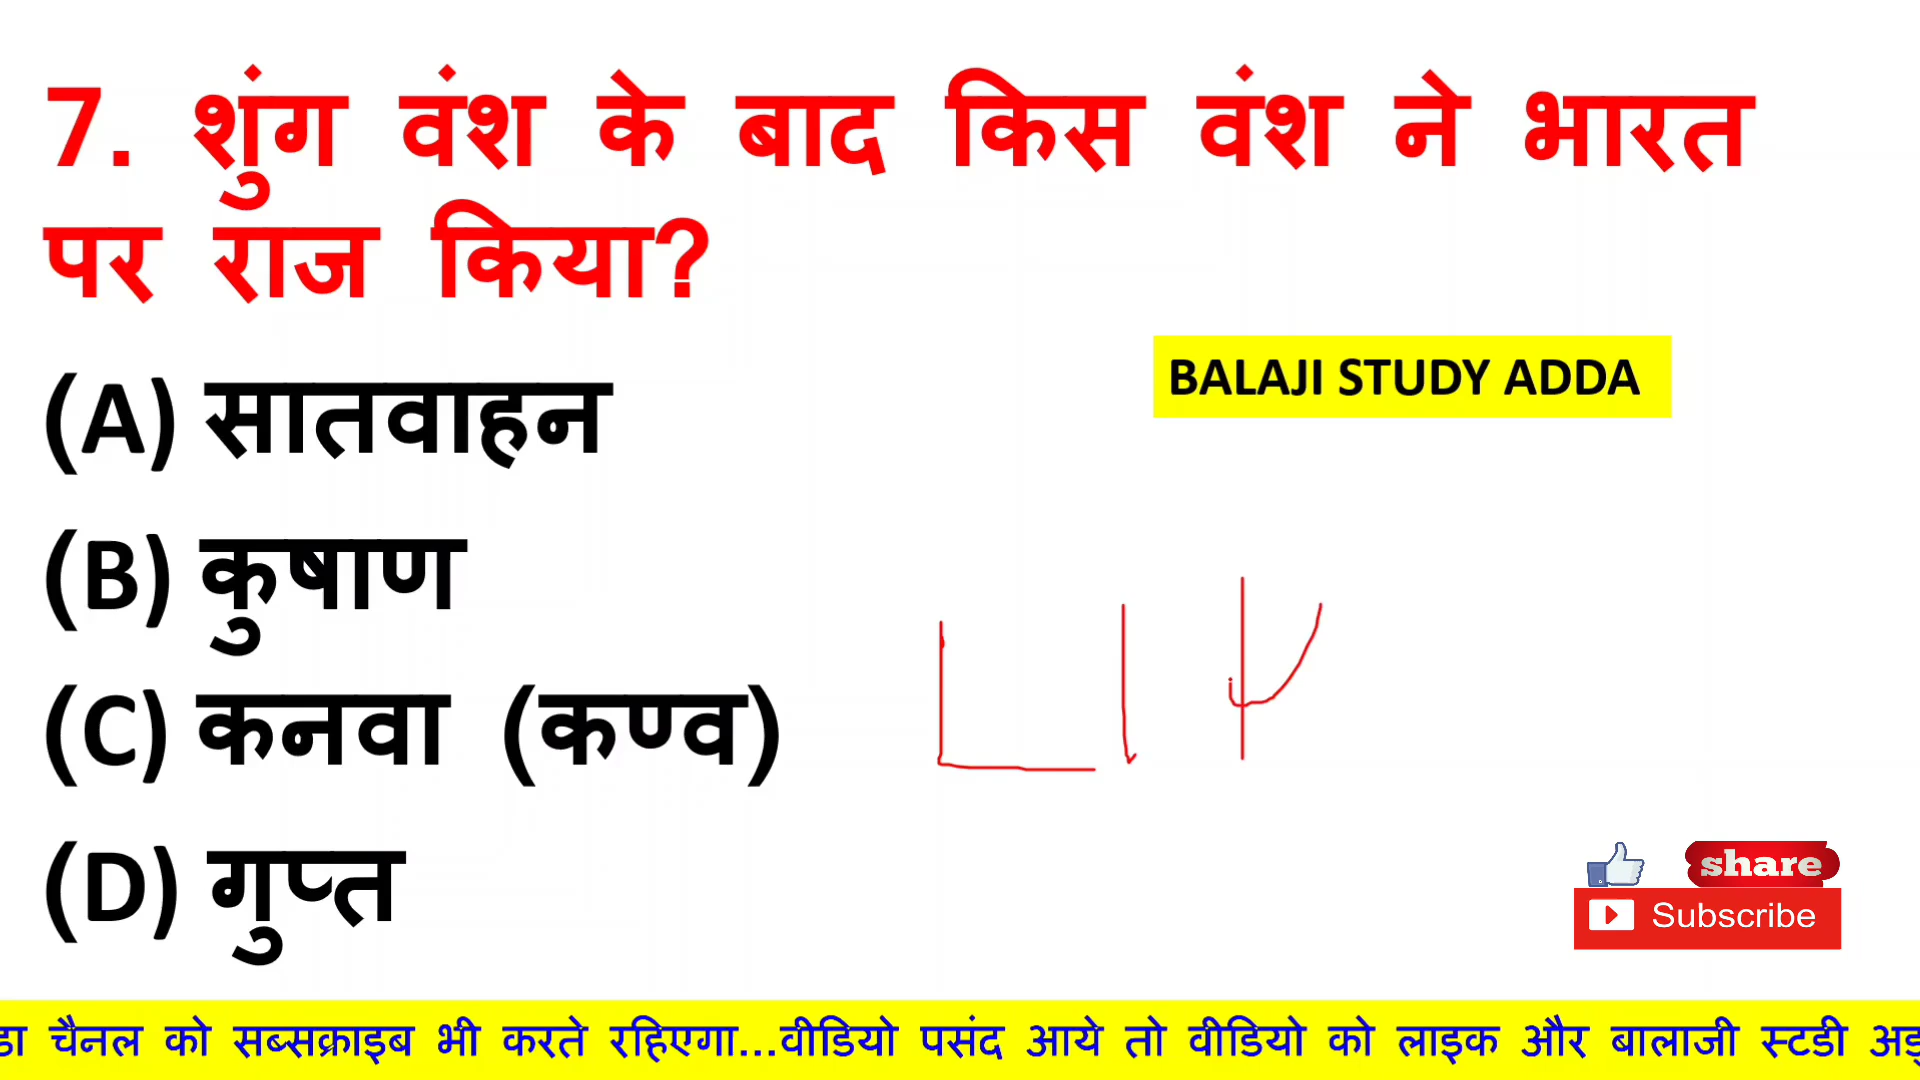 7. शुंग वंश के बाद किस वंश ने भारत
पर राज किया?
(A) सातवाहन
BALAJI STUDY ADDA
(B) कुषाण
(C) कनवा (कण्व)
(D) गुप्त
share
Subscribe
चैनल को सब्सक्राइब भी करते रहिएगा...वीडियो पसंद आये तो वीडियो को लाइक और बालाजी स्टडी